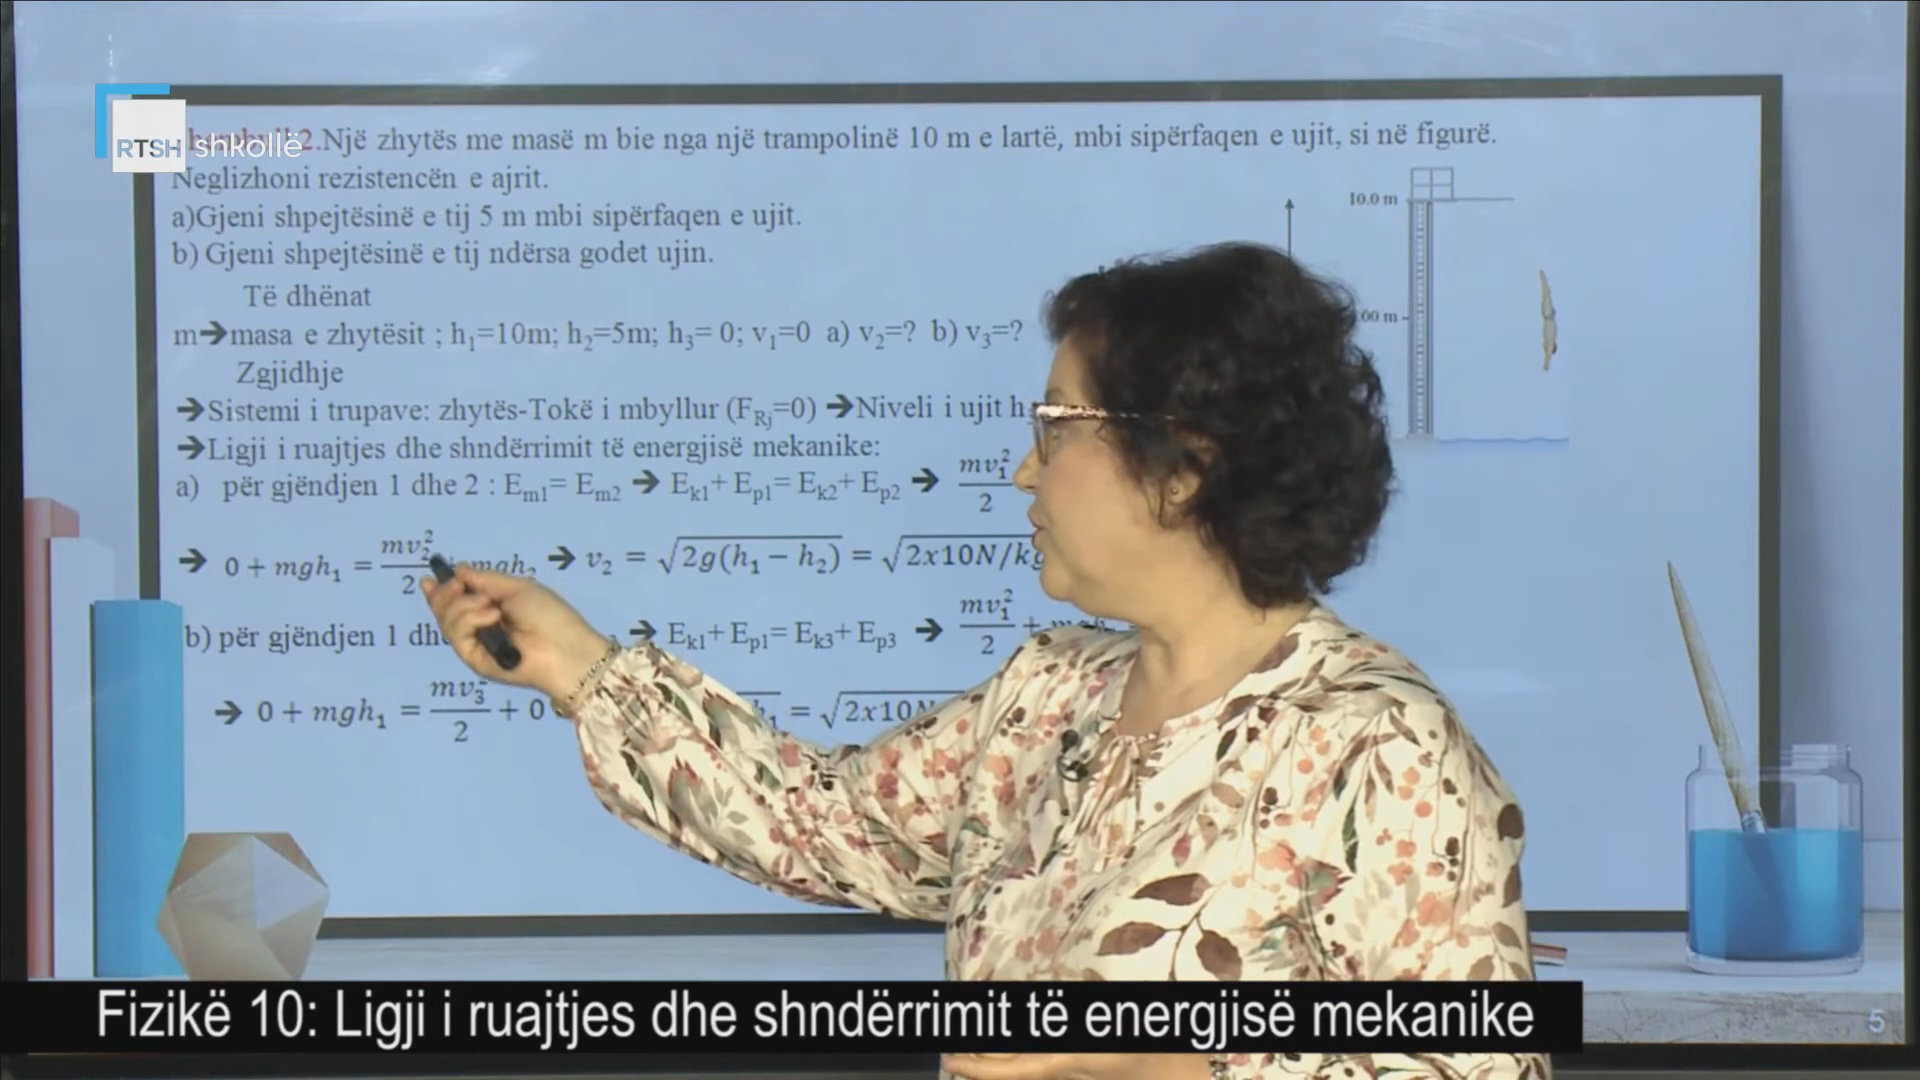 RTSH shkollë
2.Një zhytës me masë m bie nga një trampolinë 10 m e lartë, mbi sipërfaqen e ujit, si në figurë.
Neglizhoni rezistencën e ajrit.
a)Gjeni shpejtësinë e tij 5 m mbi sipërfaqen e ujit.
b) Gjeni shpejtësinë e tij ndërsa godet ujin.
10.0 m
00 m
Të dhënat
m➔masa e zhytësit ; h₁=10m; h₂=5m; h₃= 0; v₁=0 a) v₂=? b) v₃=?
Zgjidhje
➔Sistemi i trupave: zhytës-Tokë i mbyllur (F_Rj=0) ➔Niveli i ujit h
➔Ligji i ruajtjes dhe shndërrimit të energjisë mekanike:
a) për gjëndjen 1 dhe 2 : Eₘ₁= Eₘ₂ ➔ Eₖ₁+ Eₚ₁= Eₖ₂+ Eₚ₂ ➔ mv₁²/2
➔ 0 + mgh₁ = mv₂²/2 + mgh₂ ➔ v₂ = √2g(h₁ − h₂) = √2x10N/kg
b) për gjëndjen 1 dhe ➔ Eₖ₁+ Eₚ₁= Eₖ₃+ Eₚ₃ ➔ mv₁²/2 +
➔ 0 + mgh₁ = mv₃²/2 + 0 h₁ = √2x10N
Fizikë 10: Ligji i ruajtjes dhe shndërrimit të energjisë mekanike
5